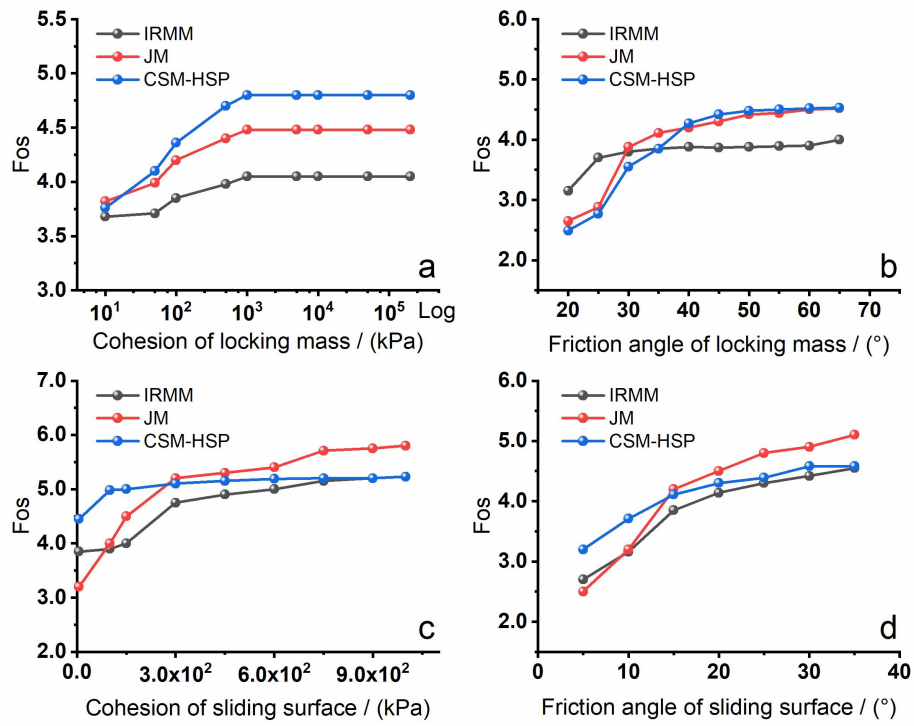 5.5
5.0
4.5
4.0
3.5
3.0
Fos
IRMM
JM
CSM-HSP
a
10¹ 10² 10³ 10⁴ 10⁵ Log
Cohesion of locking mass / (kPa)
6.0
5.0
4.0
3.0
2.0
Fos
IRMM
JM
CSM-HSP
b
20 30 40 50 60 70
Friction angle of locking mass / (°)
7.0
6.0
5.0
4.0
3.0
2.0
Fos
IRMM
JM
CSM-HSP
c
0.0 3.0x10² 6.0x10² 9.0x10²
Cohesion of sliding surface / (kPa)
6.0
5.0
4.0
3.0
2.0
Fos
IRMM
JM
CSM-HSP
d
0 10 20 30 40
Friction angle of sliding surface / (°)